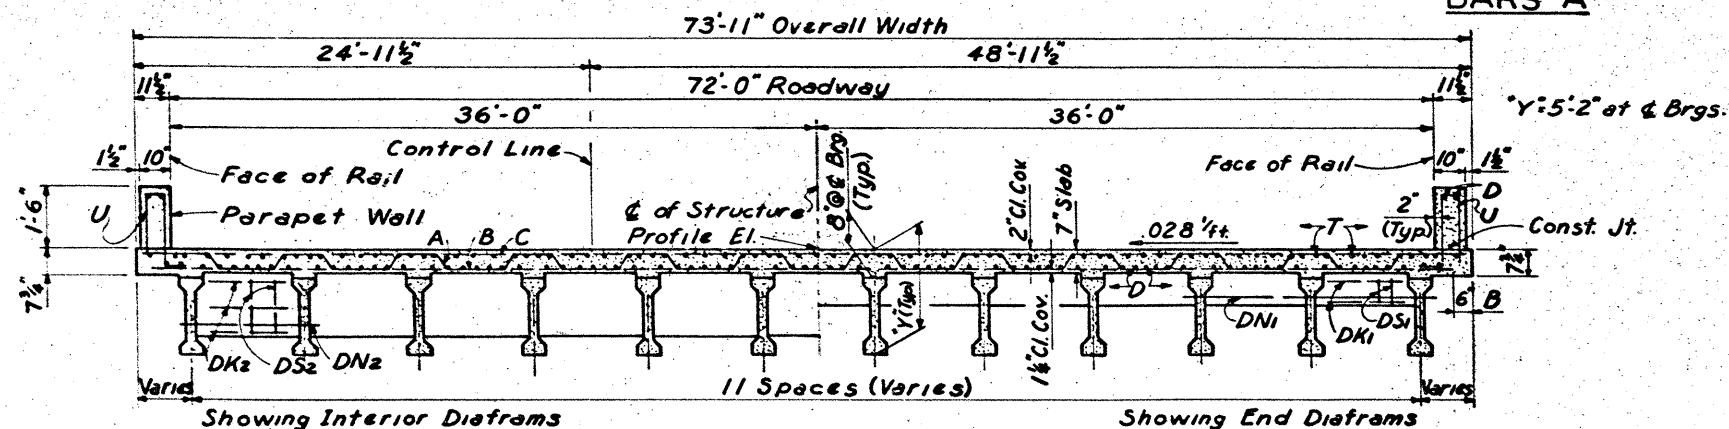 BARS A
73'-11" Overall Width
24'-11½" 48'-11½"
11½" 72'-0" Roadway 11½"
"Y"=5'-2" at ℄ Brgs.
36'-0" 36'-0"
1½" 10" Control Line Face of Rail 10" 1½"
Face of Rail
8" @ ℄ Brg.
(Typ.)
1'-6" U Parapet Wall ℄ of Structure
Profile El.
2" Cl. Cov.
7" Slab
.028'/ft.
T
2"
(Typ.)
D
U
Const. Jt.
A B C
7¾" 7¾"
"Y" (Typ.)
1¼" Cl. Cov.
D
6" B
DN1 DK1 DS1
DK2 DS2 DN2
Varies 11 Spaces (Varies) Varies
Showing Interior Diaframs Showing End Diaframs